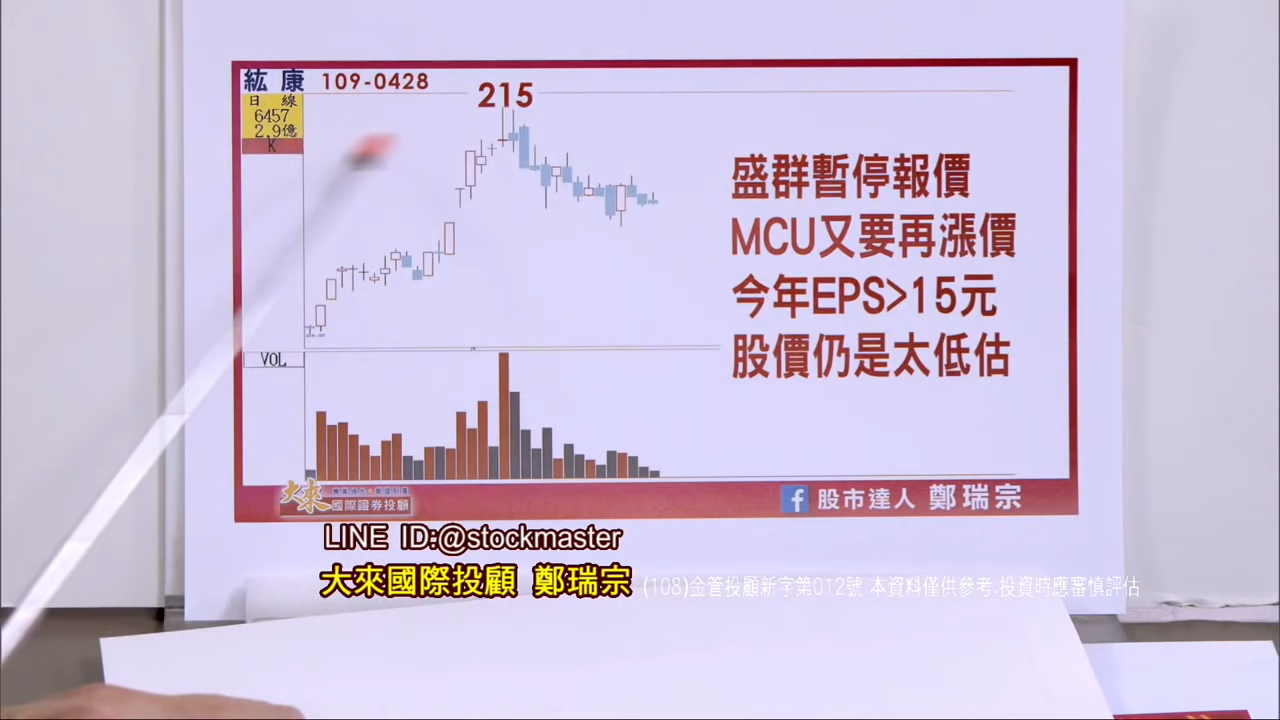 紘康 109-0428
215
日線
6457
2.9億
K
盛群暫停報價
MCU又要再漲價
今年EPS>15元
股價仍是太低估
VOL
大來
國際證券投顧
f 股市達人 鄭瑞宗
LINE ID:@stockmaster
大來國際投顧 鄭瑞宗 (108)金管投顧新字第012號 本資料僅供參考.投資時應審慎評估